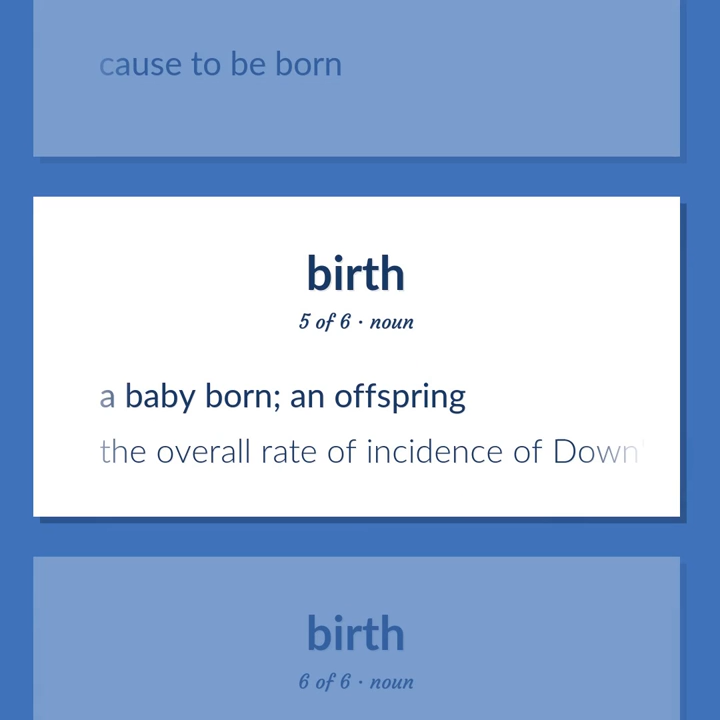 cause to be born
birth
5 of 6 · noun
a baby born; an offspring
the overall rate of incidence of Down'
birth
6 of 6 · noun